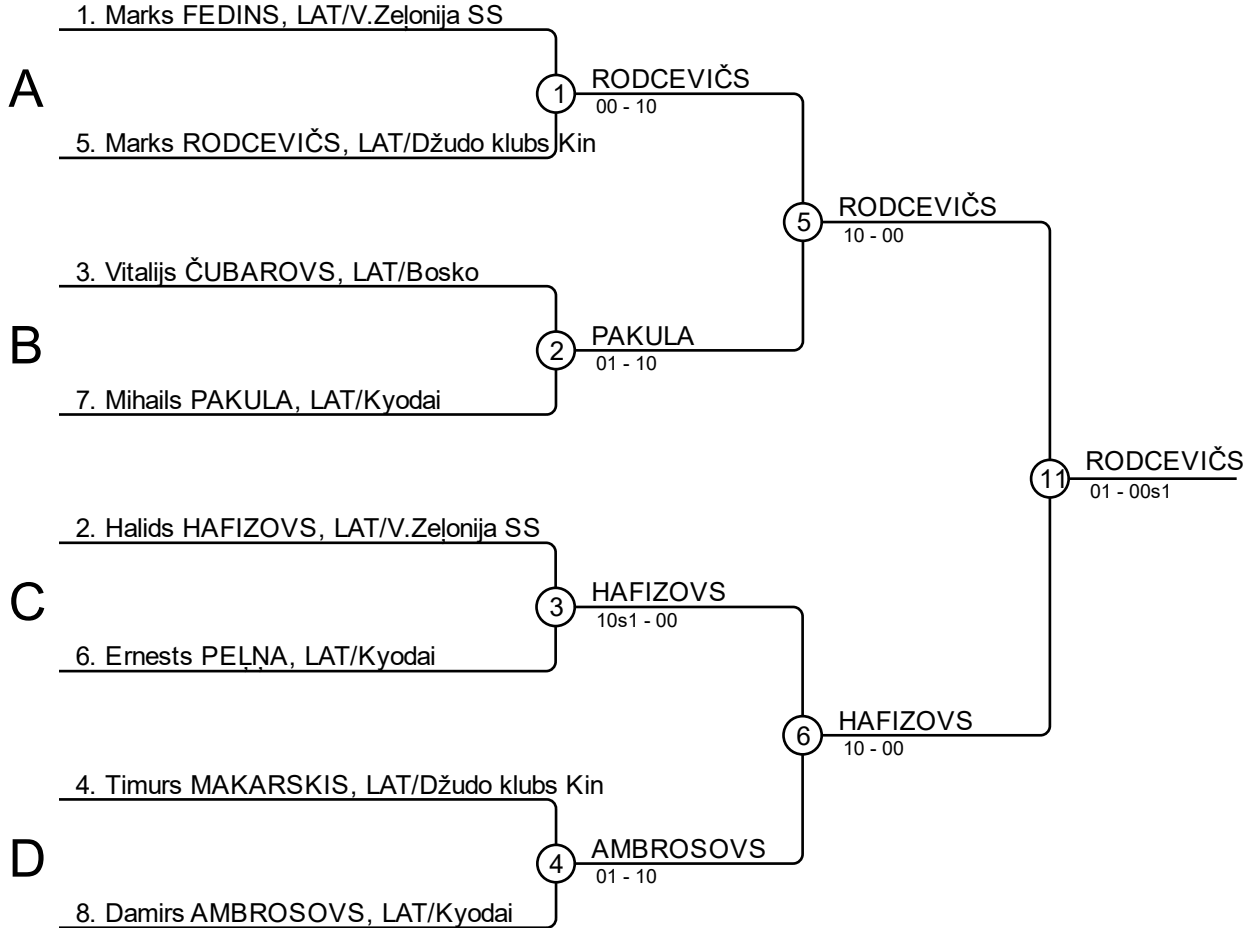 1. Marks FEDINS, LAT/V.Zeļonija SS
A
1
RODCEVIČS
00 - 10
5. Marks RODCEVIČS, LAT/Džudo klubs Kin
5
RODCEVIČS
10 - 00
3. Vitalijs ČUBAROVS, LAT/Bosko
B
2
PAKULA
01 - 10
7. Mihails PAKULA, LAT/Kyodai
11
RODCEVIČS
01 - 00s1
2. Halids HAFIZOVS, LAT/V.Zeļonija SS
C
3
HAFIZOVS
10s1 - 00
6. Ernests PEĻŅA, LAT/Kyodai
6
HAFIZOVS
10 - 00
4. Timurs MAKARSKIS, LAT/Džudo klubs Kin
D
4
AMBROSOVS
01 - 10
8. Damirs AMBROSOVS, LAT/Kyodai